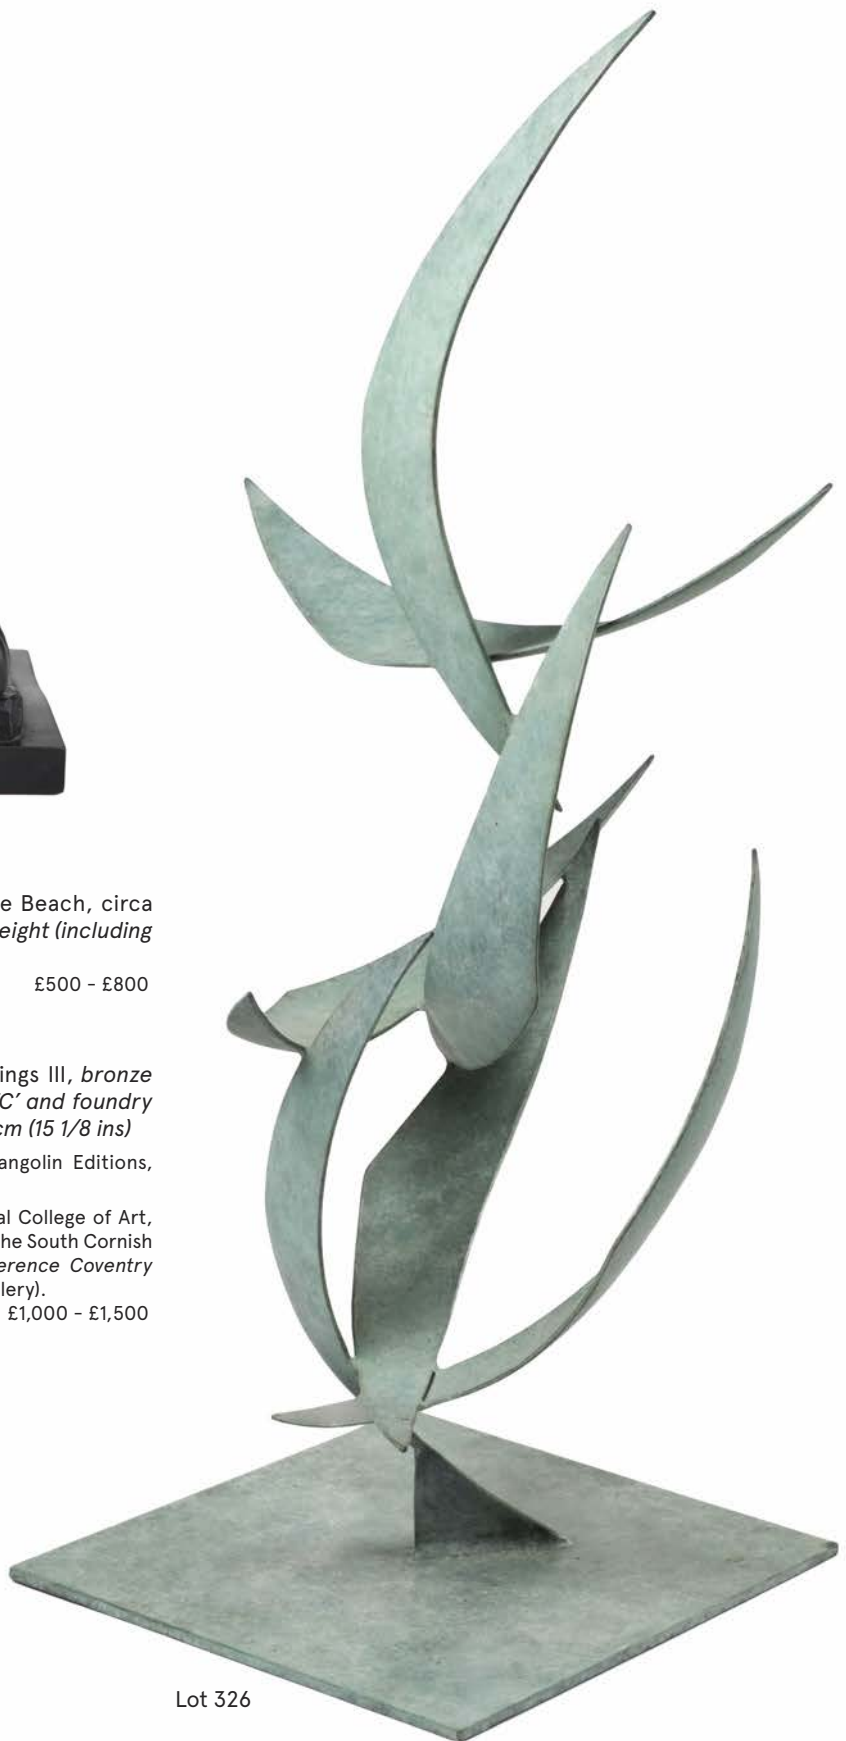 e Beach, circa
eight (including
£500 - £800
ings III, bronze
'C' and foundry
cm (15 1/8 ins)
angolin Editions,
al College of Art,
he South Cornish
erence Coventry
lery).
£1,000 - £1,500
Lot 326